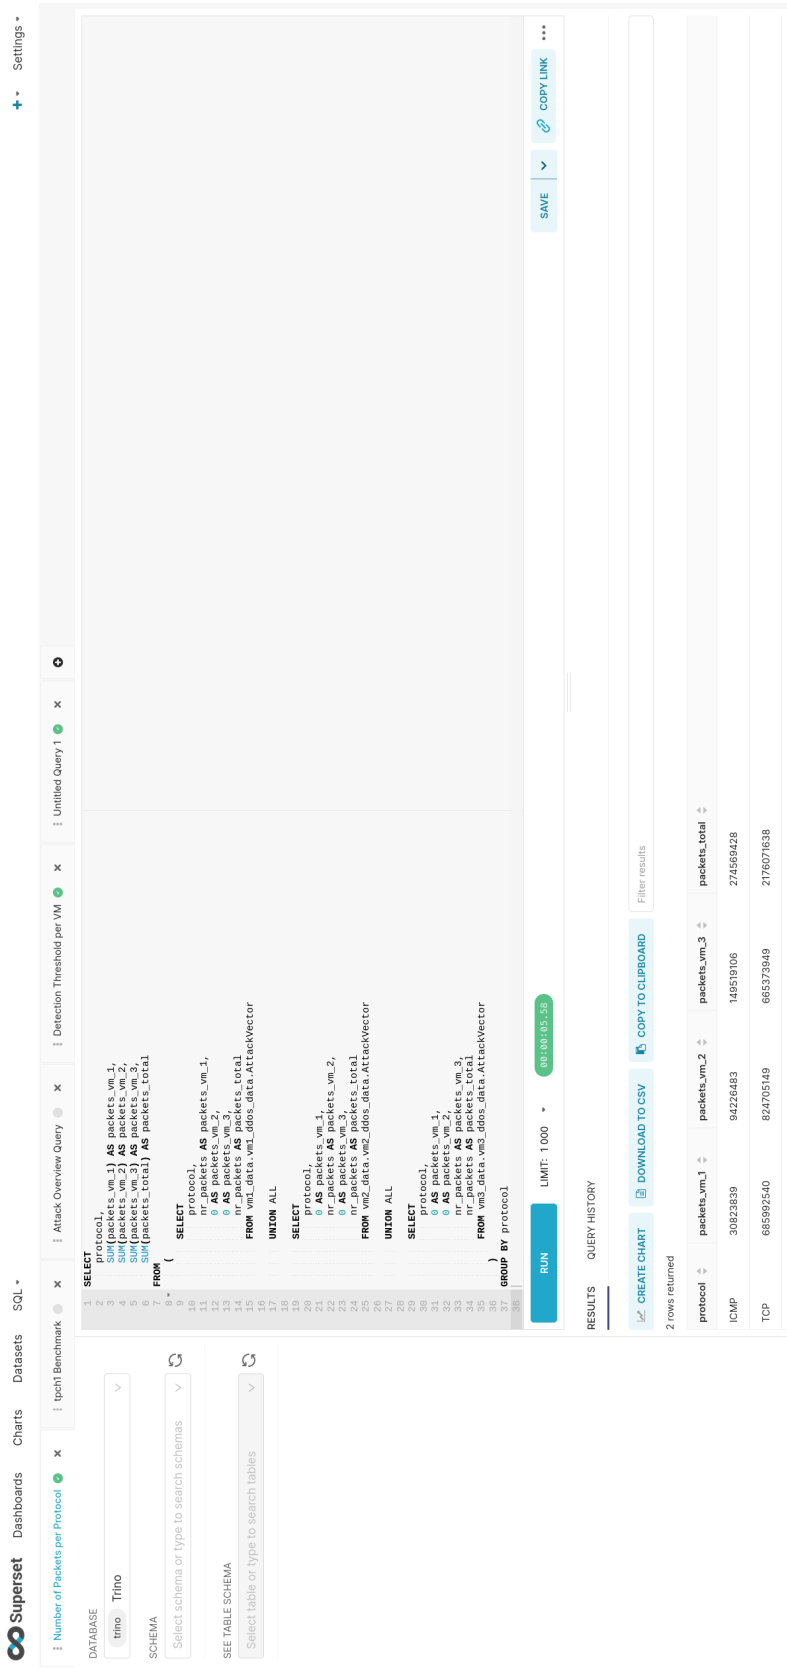 Superset Dashboards Charts Datasets SQL Settings
Number of Packets per Protocol tpch1 Benchmark Attack Overview Query Detection Threshold per VM Untitled Query 1
DATABASE
trino Trino
SCHEMA
Select schema or type to search schemas
SEE TABLE SCHEMA
Select table or type to search tables
1 SELECT
2 protocol,
3 SUM(packets_vm_1) AS packets_vm_1,
4 SUM(packets_vm_2) AS packets_vm_2,
5 SUM(packets_vm_3) AS packets_vm_3,
6 SUM(packets_total) AS packets_total
7 FROM
8 (
9 SELECT
10 protocol,
11 nr_packets AS packets_vm_1,
12 0 AS packets_vm_2,
13 0 AS packets_vm_3,
14 nr_packets AS packets_total
15 FROM vm1_data.vm1_ddos_data.AttackVector
16
17 UNION ALL
18
19 SELECT
20 protocol,
21 0 AS packets_vm_1,
22 nr_packets AS packets_vm_2,
23 0 AS packets_vm_3,
24 nr_packets AS packets_total
25 FROM vm2_data.vm2_ddos_data.AttackVector
26
27 UNION ALL
28
29 SELECT
30 protocol,
31 0 AS packets_vm_1,
32 0 AS packets_vm_2,
33 nr_packets AS packets_vm_3,
34 nr_packets AS packets_total
35 FROM vm3_data.vm3_ddos_data.AttackVector
36 )
37 GROUP BY protocol
38
RUN LIMIT: 1 000 00:00:05.58 SAVE COPY LINK
RESULTS QUERY HISTORY
CREATE CHART DOWNLOAD TO CSV COPY TO CLIPBOARD Filter results
2 rows returned
protocol packets_vm_1 packets_vm_2 packets_vm_3 packets_total
ICMP 30823839 94226483 149519106 274569428
TCP 685992540 824705149 665373949 2176071638